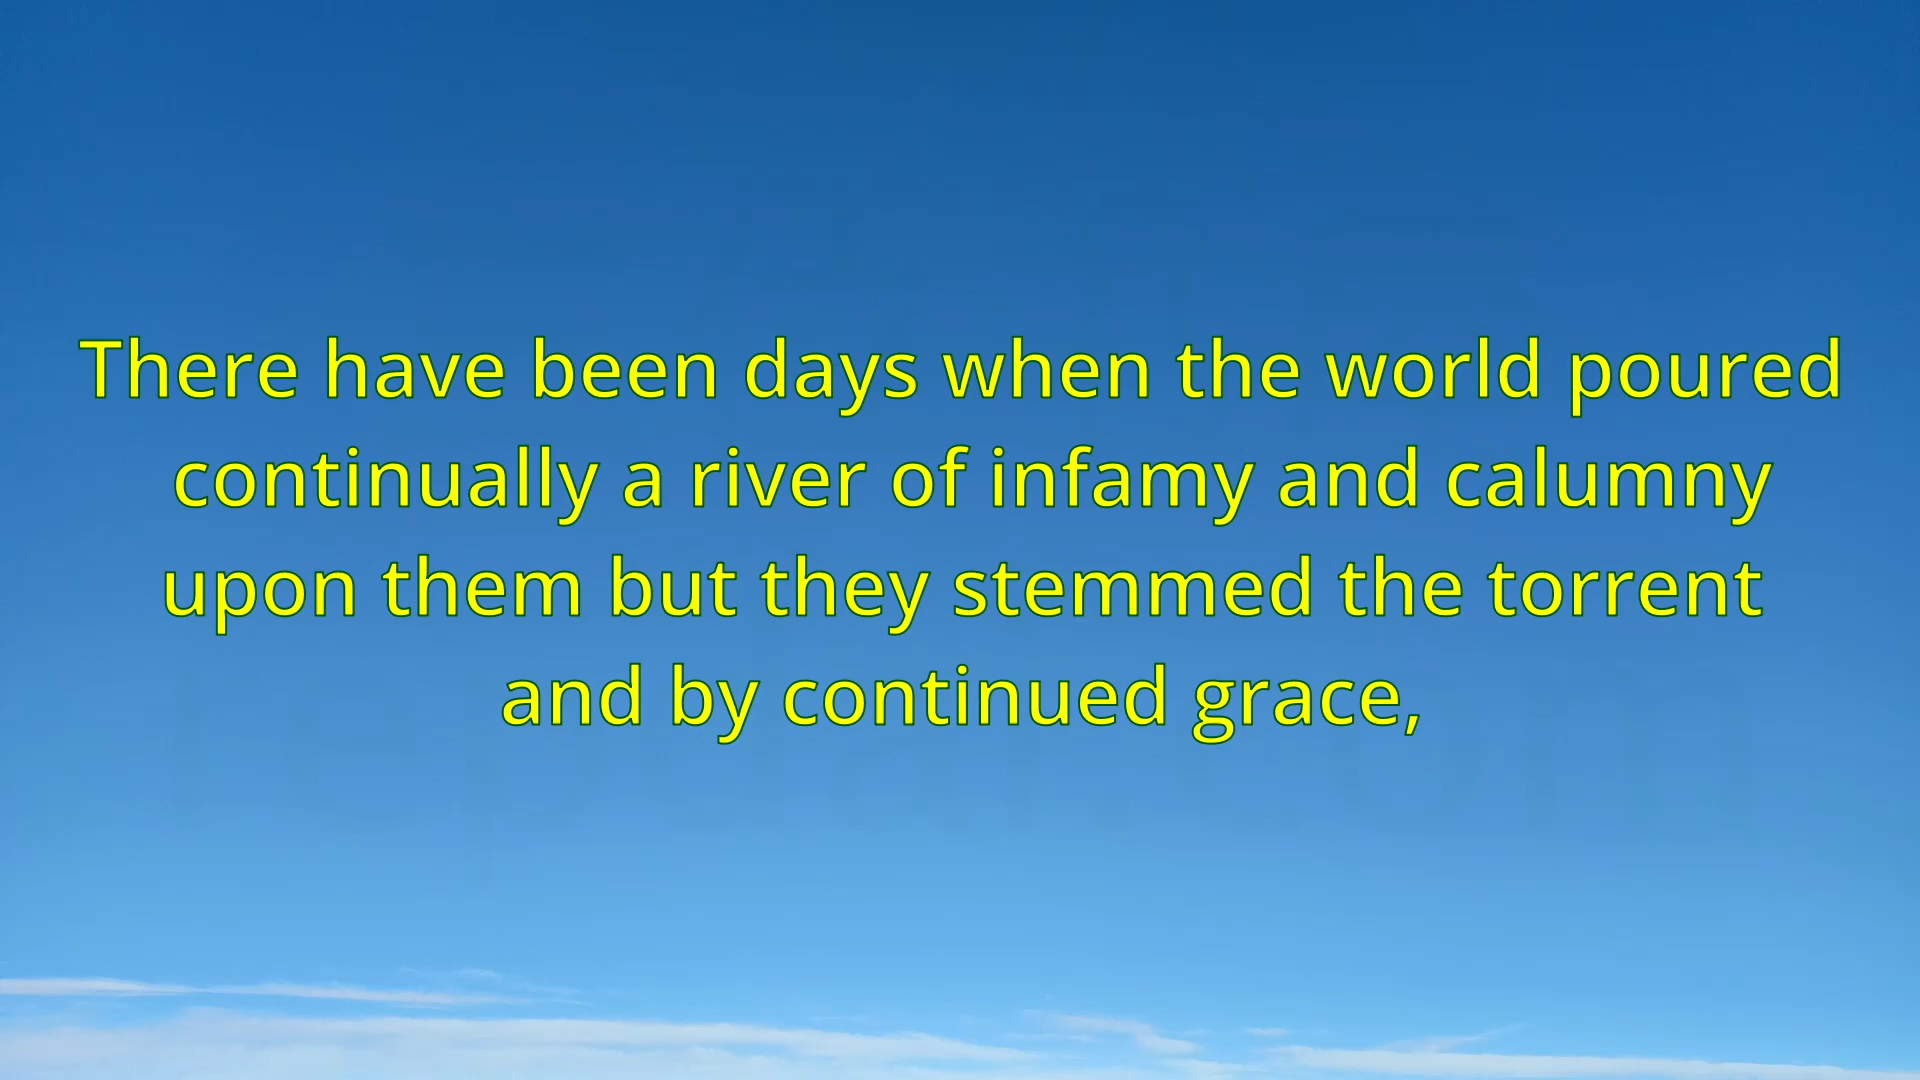 There have been days when the world poured
continually a river of infamy and calumny
upon them but they stemmed the torrent
and by continued grace,